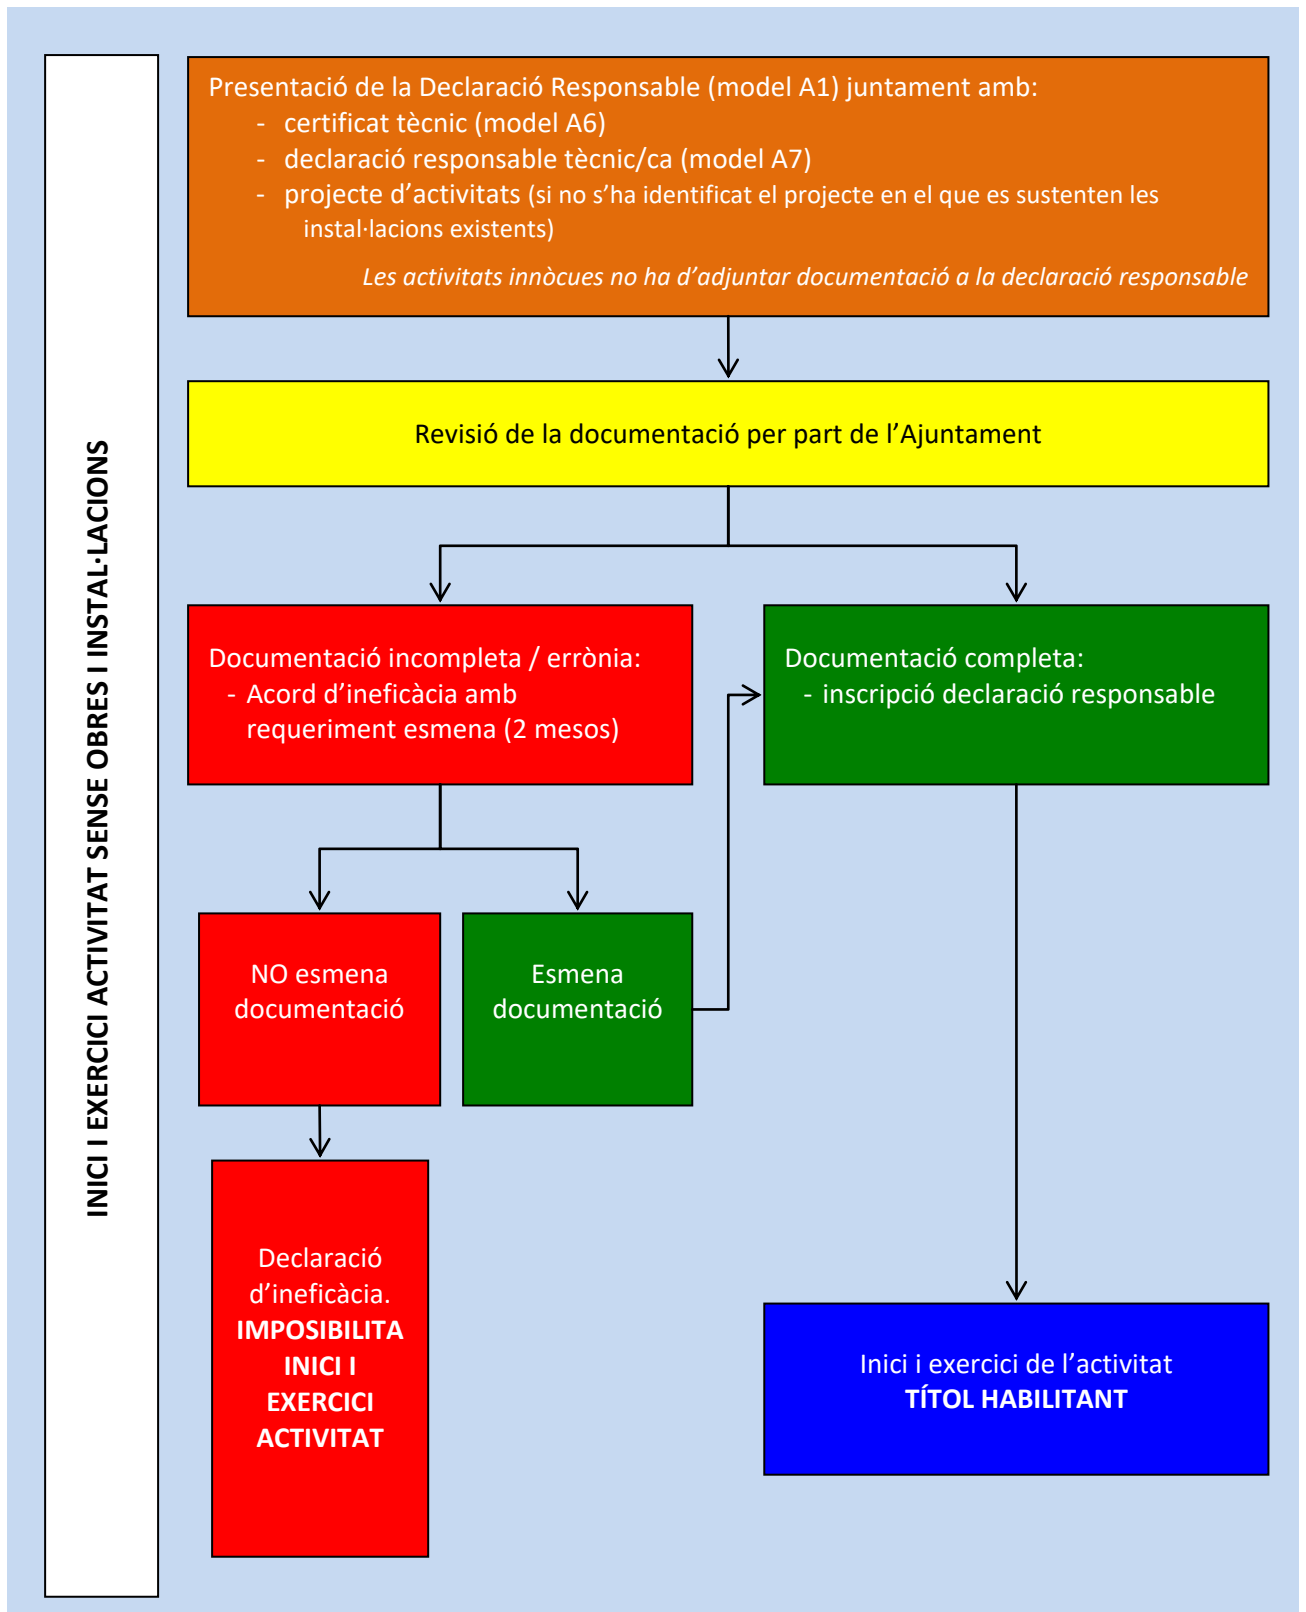 INICI I EXERCICI ACTIVITAT SENSE OBRES I INSTAL·LACIONS
Presentació de la Declaració Responsable (model A1) juntament amb:
- certificat tècnic (model A6)
- declaració responsable tècnic/ca (model A7)
- projecte d’activitats (si no s’ha identificat el projecte en el que es sustenten les
instal·lacions existents)
Les activitats innòcues no ha d’adjuntar documentació a la declaració responsable
Revisió de la documentació per part de l’Ajuntament
Documentació incompleta / errònia:
- Acord d’ineficàcia amb
requeriment esmena (2 mesos)
Documentació completa:
- inscripció declaració responsable
NO esmena
documentació
Esmena
documentació
Declaració
d’ineficàcia.
IMPOSIBILITA
INICI I
EXERCICI
ACTIVITAT
Inici i exercici de l’activitat
TÍTOL HABILITANT